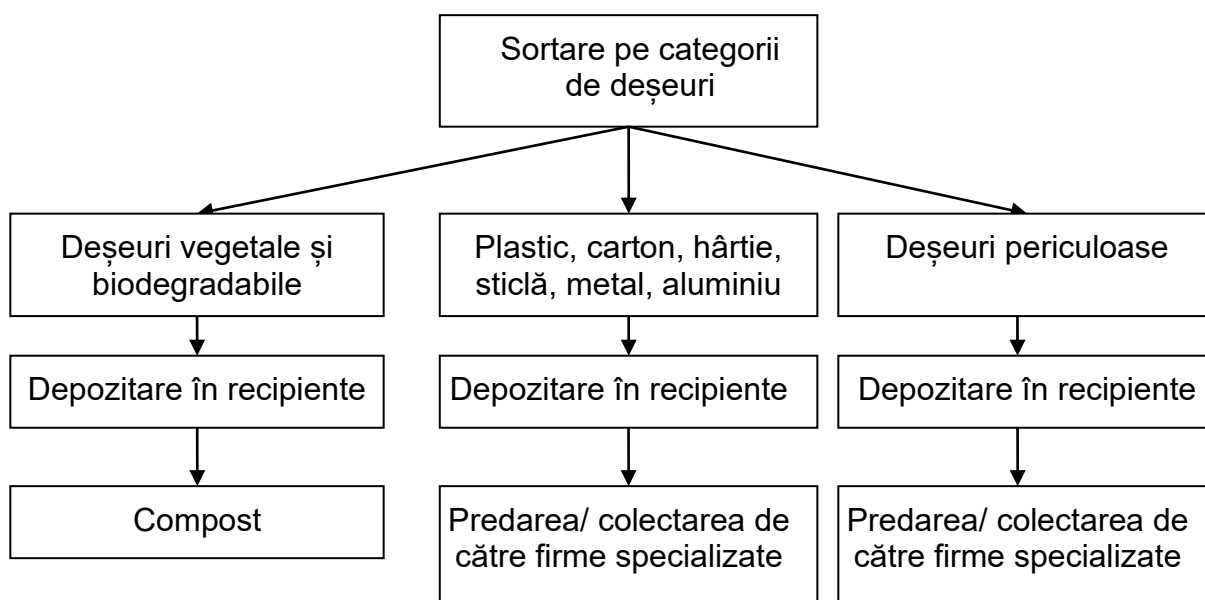 Sortare pe categorii
de deșeuri
Deșeuri vegetale și
biodegradabile
Plastic, carton, hârtie,
sticlă, metal, aluminiu
Deșeuri periculoase
Depozitare în recipiente
Depozitare în recipiente
Depozitare în recipiente
Compost
Predarea/ colectarea de
către firme specializate
Predarea/ colectarea de
către firme specializate